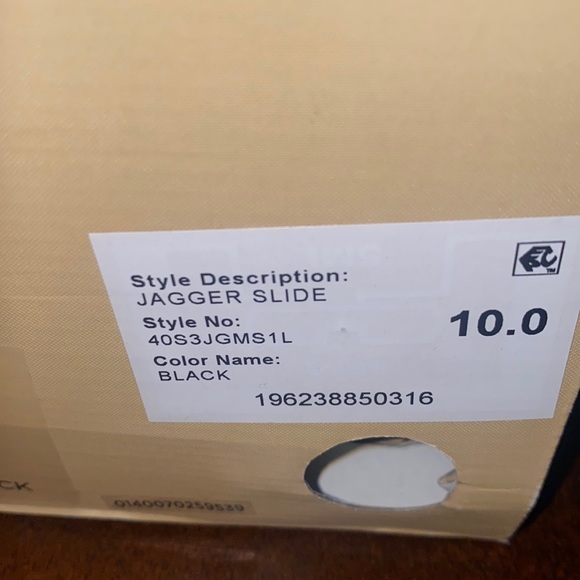 Style Description:
JAGGER SLIDE
Style No:
40S3JGMS1L
Color Name:
BLACK
10.0
196238850316
CK
0140070259539